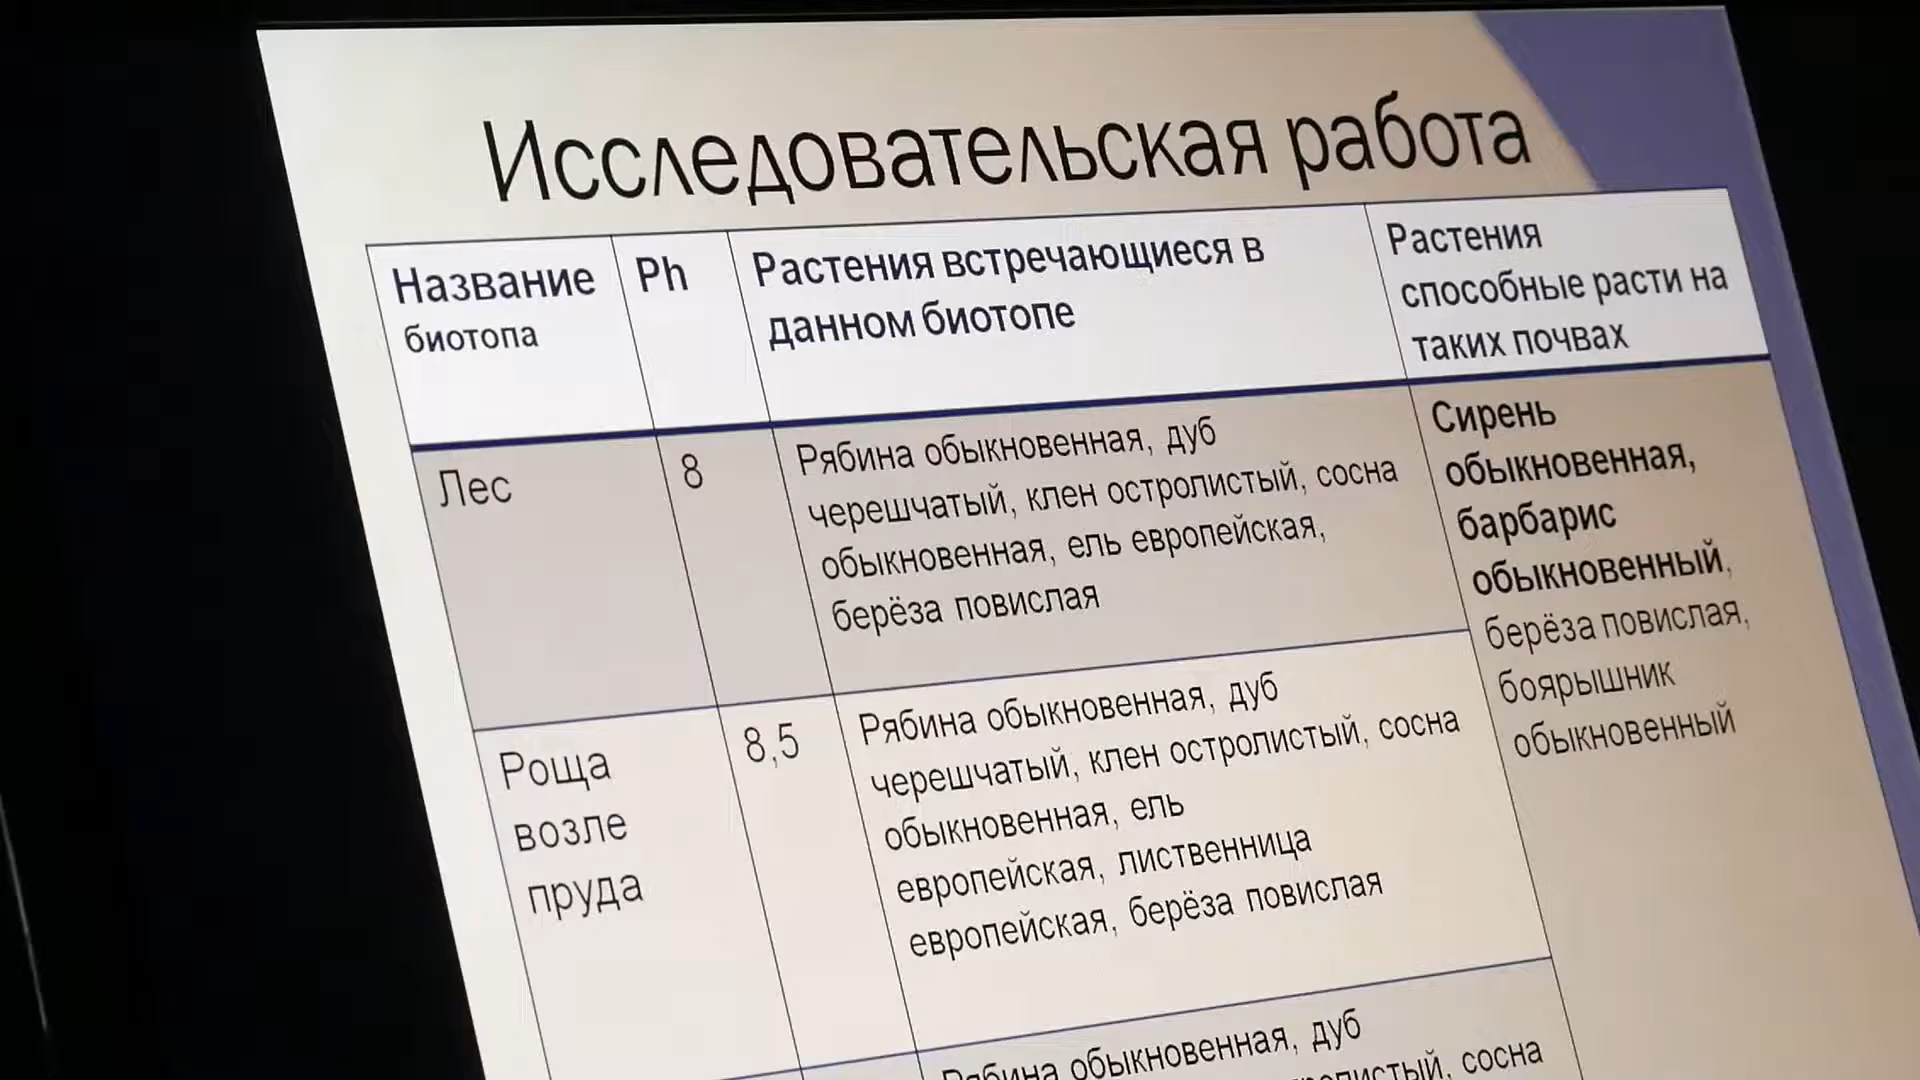 Исследовательская работа
Название
биотопа
Ph
Растения встречающиеся в
данном биотопе
Растения
способные расти на
таких почвах
Лес
8
Рябина обыкновенная, дуб
черешчатый, клен остролистый, сосна
обыкновенная, ель европейская,
берёза повислая
Сирень
обыкновенная,
барбарис
обыкновенный,
берёза повислая,
боярышник
обыкновенный
Роща
возле
пруда
8,5
Рябина обыкновенная, дуб
черешчатый, клен остролистый, сосна
обыкновенная, ель
европейская, лиственница
европейская, берёза повислая
Рябина обыкновенная, дуб
сосна